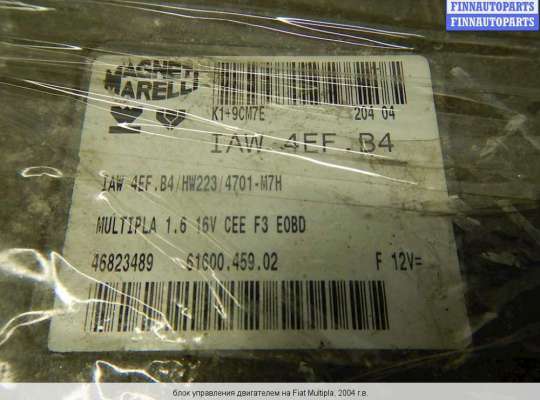 FINNAUTOPARTS
FINNAVTOPARTS
MAGNETI
MARELLI
K1+9CM7E 204 04
IAW 4EF.B4
IAW 4EF.B4/HW223/4701-M7H
MULTIPLA 1.6 16V CEE F3 EOBD
46823489 61600.459.02 F 12V=
блок управления двигателем на Fiat Multipla, 2004 г.в.